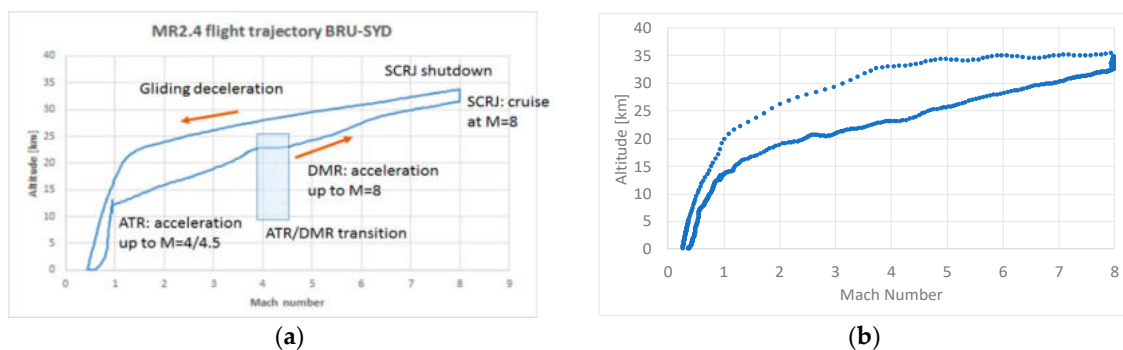 MR2.4 flight trajectory BRU-SYD
40
35
30
25
20
15
10
5
0
Altitude [km]
SCRJ shutdown
Gliding deceleration
SCRJ: cruise
at M=8
DMR: acceleration
up to M=8
ATR: acceleration
up to M=4/4.5
ATR/DMR transition
0 1 2 3 4 5 6 7 8 9
Mach number
(a)
40
35
30
25
20
15
10
5
0
Altitude [km]
0 1 2 3 4 5 6 7 8
Mach Number
(b)